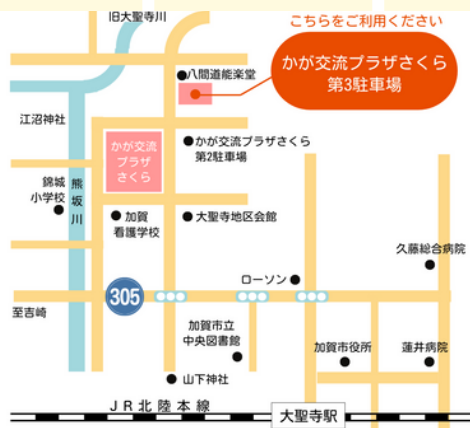 旧大聖寺川
こちらをご利用ください
かが交流プラザさくら
第3駐車場
八間道能楽堂
江沼神社
かが交流
プラザ
さくら
かが交流プラザさくら
第2駐車場
錦城
小学校
熊坂川
加賀
看護学校
大聖寺地区会館
久藤総合病院
ローソン
305
至吉崎
加賀市立
中央図書館
加賀市役所
蓮井病院
山下神社
JR北陸本線
大聖寺駅